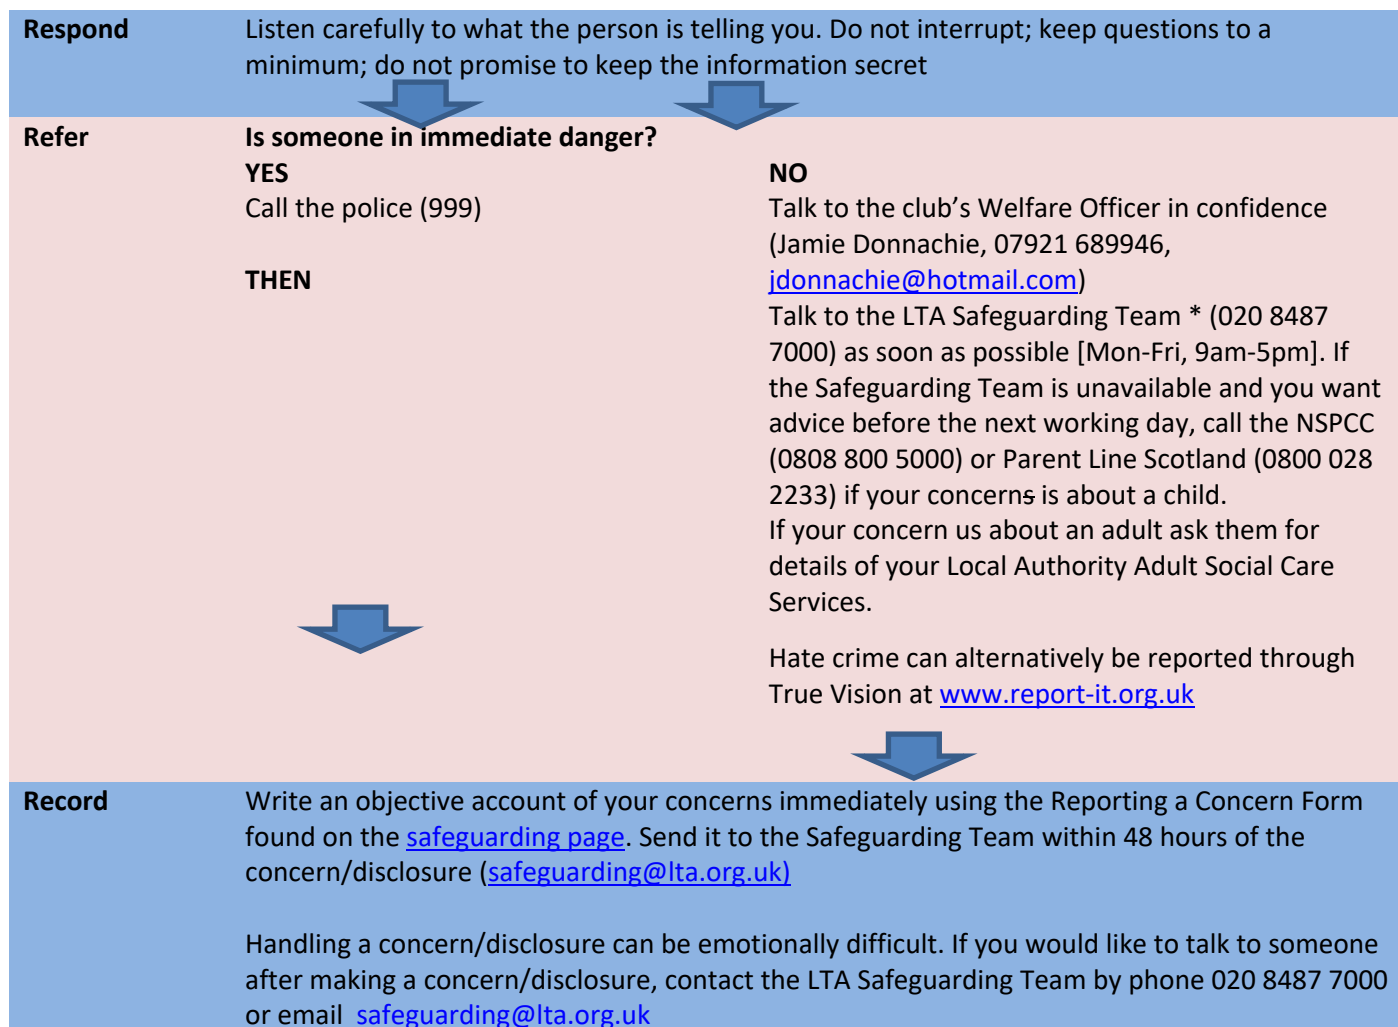 Respond
Listen carefully to what the person is telling you. Do not interrupt; keep questions to a
minimum; do not promise to keep the information secret
Refer
Is someone in immediate danger?
YES
Call the police (999)
THEN
NO
Talk to the club’s Welfare Officer in confidence
(Jamie Donnachie, 07921 689946,
jdonnachie@hotmail.com)
Talk to the LTA Safeguarding Team * (020 8487
7000) as soon as possible [Mon-Fri, 9am-5pm]. If
the Safeguarding Team is unavailable and you want
advice before the next working day, call the NSPCC
(0808 800 5000) or Parent Line Scotland (0800 028
2233) if your concerns is about a child.
If your concern us about an adult ask them for
details of your Local Authority Adult Social Care
Services.
Hate crime can alternatively be reported through
True Vision at www.report-it.org.uk
Record
Write an objective account of your concerns immediately using the Reporting a Concern Form
found on the safeguarding page. Send it to the Safeguarding Team within 48 hours of the
concern/disclosure (safeguarding@lta.org.uk)
Handling a concern/disclosure can be emotionally difficult. If you would like to talk to someone
after making a concern/disclosure, contact the LTA Safeguarding Team by phone 020 8487 7000
or email safeguarding@lta.org.uk